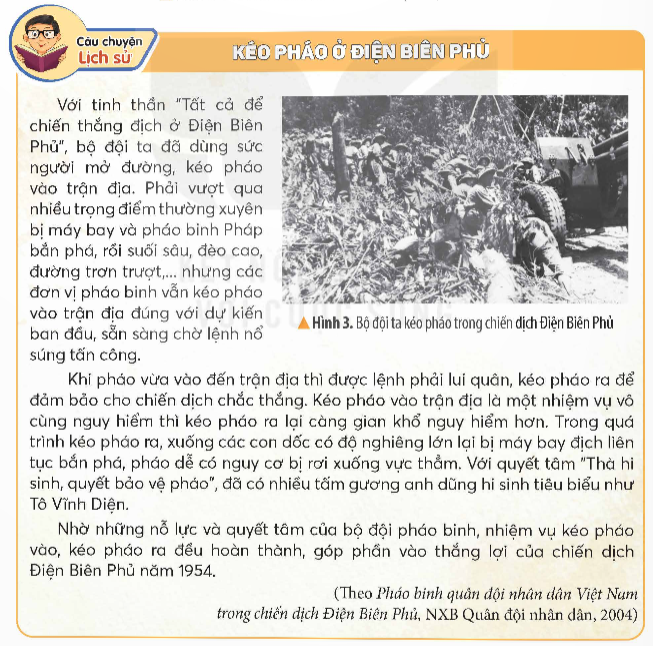 Câu chuyện
Lịch sử
KÉO PHÁO Ở ĐIỆN BIÊN PHỦ
Với tinh thần "Tất cả để
chiến thắng địch ở Điện Biên
Phủ", bộ đội ta đã dùng sức
người mở đường, kéo pháo
vào trận địa. Phải vượt qua
nhiều trọng điểm thường xuyên
bị máy bay và pháo binh Pháp
bắn phá, rồi suối sâu, đèo cao,
đường trơn trượt,... nhưng các
đơn vị pháo binh vẫn kéo pháo
vào trận địa đúng với dự kiến
ban đầu, sẵn sàng chờ lệnh nổ
súng tấn công.
▲ Hình 3. Bộ đội ta kéo pháo trong chiến dịch Điện Biên Phủ
Khi pháo vừa vào đến trận địa thì được lệnh phải lui quân, kéo pháo ra để
đảm bảo cho chiến dịch chắc thắng. Kéo pháo vào trận địa là một nhiệm vụ vô
cùng nguy hiểm thì kéo pháo ra lại càng gian khổ nguy hiểm hơn. Trong quá
trình kéo pháo ra, xuống các con dốc có độ nghiêng lớn lại bị máy bay địch liên
tục bắn phá, pháo dễ có nguy cơ bị rơi xuống vực thẳm. Với quyết tâm "Thà hi
sinh, quyết bảo vệ pháo", đã có nhiều tấm gương anh dũng hi sinh tiêu biểu như
Tô Vĩnh Diện.
Nhờ những nỗ lực và quyết tâm của bộ đội pháo binh, nhiệm vụ kéo pháo
vào, kéo pháo ra đều hoàn thành, góp phần vào thắng lợi của chiến dịch
Điện Biên Phủ năm 1954.
(Theo Pháo binh quân đội nhân dân Việt Nam
trong chiến dịch Điện Biên Phủ, NXB Quân đội nhân dân, 2004)